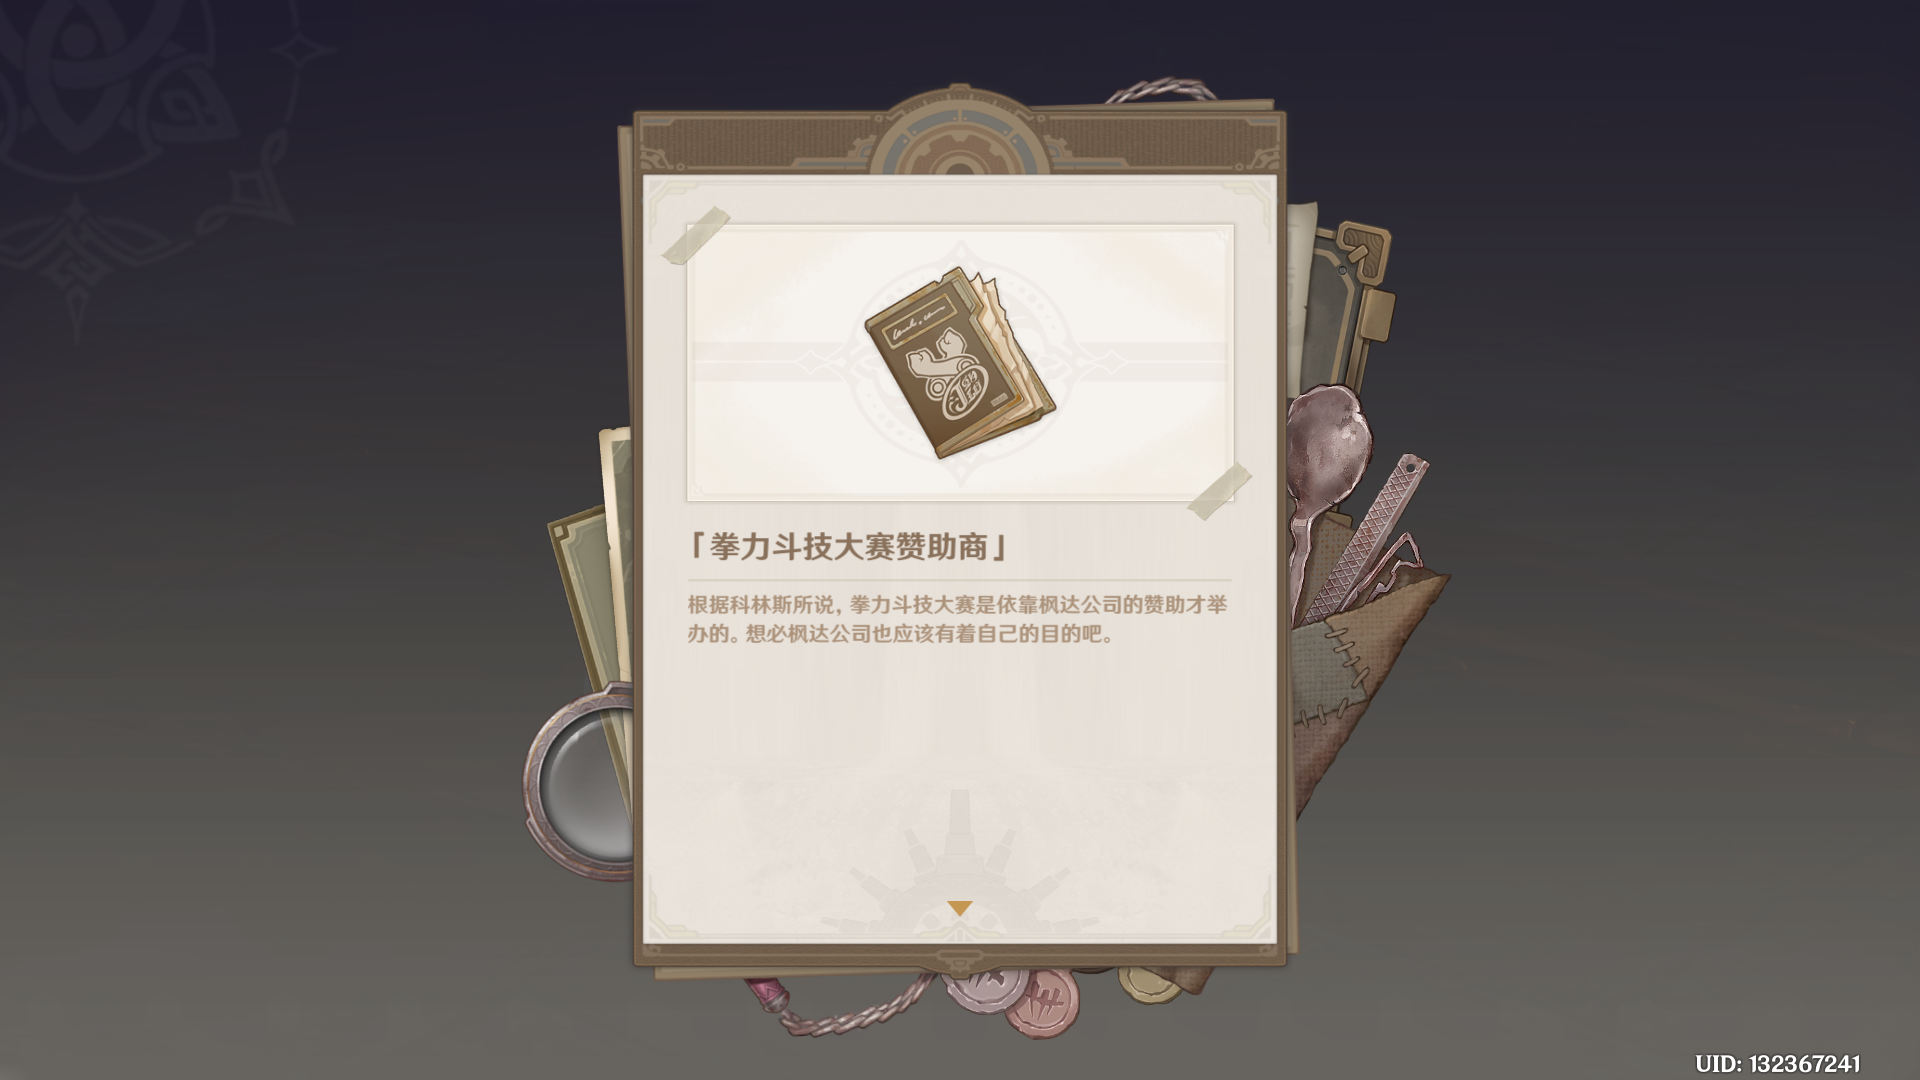 「拳力斗技大赛赞助商」
根据科林斯所说，拳力斗技大赛是依靠枫达公司的赞助才举
办的。想必枫达公司也应该有着自己的目的吧。
UID: 132367241